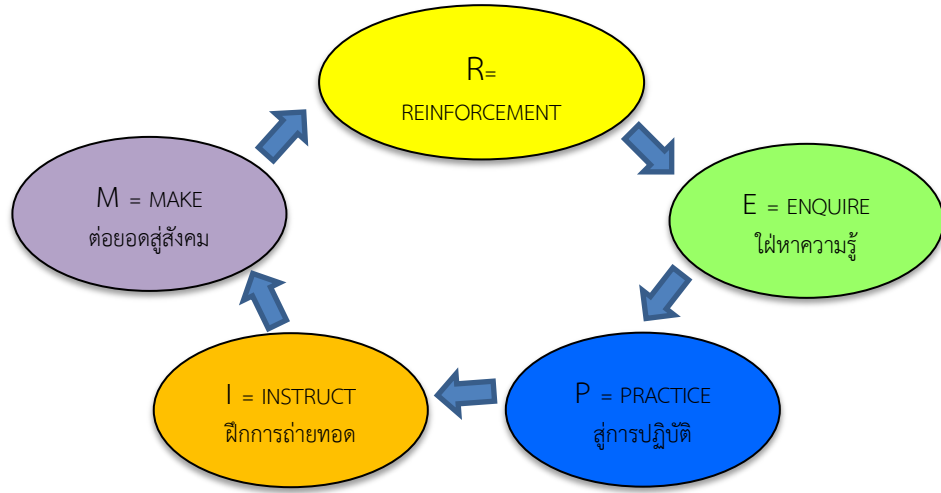 R=
REINFORCEMENT
E = ENQUIRE
ใฝ่หาความรู้
P = PRACTICE
สู่การปฏิบัติ
I = INSTRUCT
ฝึกการถ่ายทอด
M = MAKE
ต่อยอดสู่สังคม